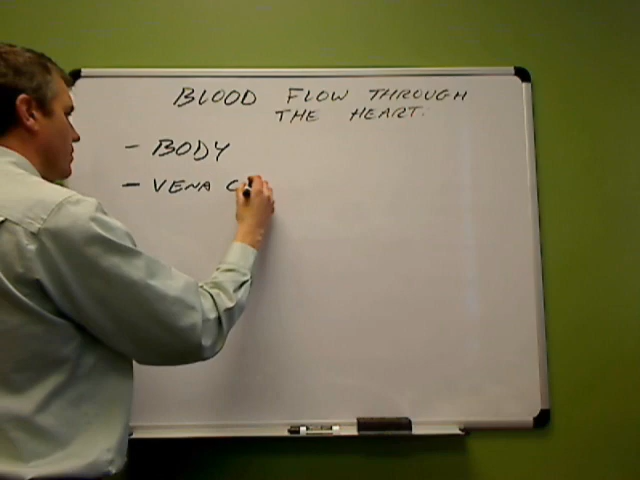 BLOOD FLOW THROUGH
THE HEART.
- BODY
- VENA C